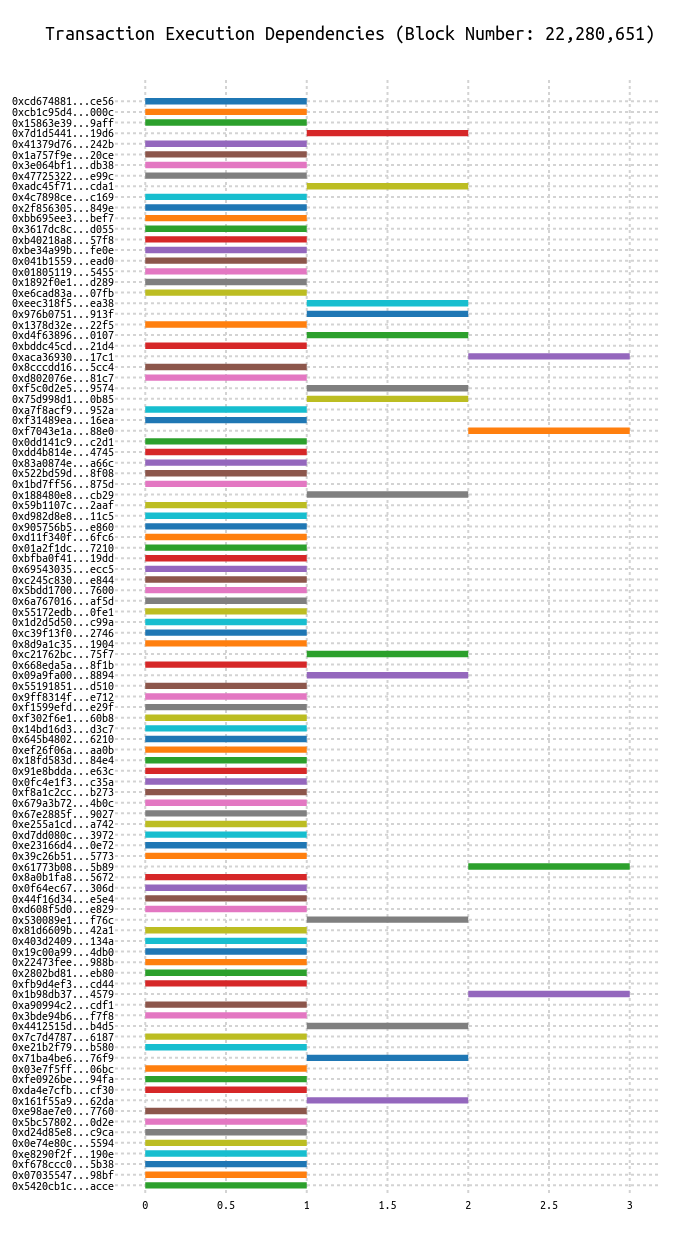 Transaction Execution Dependencies (Block Number: 22,280,651)
0xcd674881...ce56
0xcb1c95d4...000c
0x15863e39...9aff
0x7d1d5441...19d6
0x41379d76...242b
0x1a757f9e...20ce
0x3e064bf1...db38
0x47725322...e99c
0xadc45f71...cda1
0x4c7898ce...c169
0x2f856305...849e
0xbb695ee3...bef7
0x3617dc8c...d055
0xb40218a8...57f8
0xbe34a99b...fe0e
0x041b1559...ead0
0x01805119...5455
0x1892f0e1...d289
0xe6cad83a...07fb
0xeec318f5...ea38
0x976b0751...913f
0x1378d32e...22f5
0xd4f63896...0107
0xbddc45cd...21d4
0xaca36930...17c1
0x8cccdd16...5cc4
0xd802076e...81c7
0xf5c0d2e5...9574
0x75d998d1...0b85
0xa7f8acf9...952a
0xf31489ea...16ea
0xf7043e1a...88e0
0x0dd141c9...c2d1
0xdd4b814e...4745
0x83a0874e...a66c
0x522bd59d...8f08
0x1bd7ff56...875d
0x188480e8...cb29
0x59b1107c...2aaf
0xd982d8e8...11c5
0x905756b5...e860
0xd11f340f...6fc6
0x01a2f1dc...7210
0xbfba0f41...19dd
0x69543035...ecc5
0xc245c830...e844
0x5bdd1700...7600
0x6a767016...af5d
0x55172edb...0fe1
0x1d2d5d50...c99a
0xc39f13f0...2746
0x8d9a1c35...1904
0xc21762bc...75f7
0x668eda5a...8f1b
0x09a9fa00...8894
0x55191851...d510
0x9ff8314f...e712
0xf1599efd...e29f
0xf302f6e1...60b8
0x14bd16d3...d3c7
0x645b4802...6210
0xef26f06a...aa0b
0x18fd583d...84e4
0x91e8bdda...e63c
0x0fc4e1f3...c35a
0xf8a1c2cc...b273
0x679a3b72...4b0c
0x67e2885f...9027
0xe255a1cd...a742
0xd7dd080c...3972
0xe23166d4...0e72
0x39c26b51...5773
0x61773b08...5b89
0x8a0b1fa8...5672
0x0f64ec67...306d
0x44f16d34...e5e4
0xd608f5d0...e829
0x530089e1...f76c
0x81d6609b...42a1
0x403d2409...134a
0x19c00a99...4db0
0x22473fee...988b
0x2802bd81...eb80
0xfb9d4ef3...cd44
0x1b98db37...4579
0xa90994c2...cdf1
0x3bde94b6...f7f8
0x4412515d...b4d5
0x7c7d4787...6187
0xe21b2f79...b580
0x71ba4be6...76f9
0x03e7f5ff...06bc
0xfe0926be...94fa
0xda4e7cfb...cf30
0x161f55a9...62da
0xe98ae7e0...7760
0x5bc57802...0d2e
0xd24d85e8...c9ca
0x0e74e80c...5594
0xe8290f2f...190e
0xf678ccc0...5b38
0x07035547...98bf
0x5420cb1c...acce
0 0.5 1 1.5 2 2.5 3